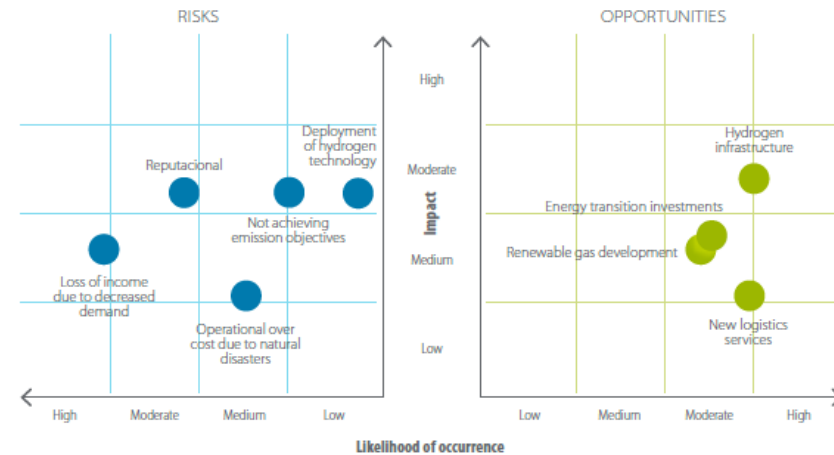 RISKS
OPPORTUNITIES
High
Moderate
Impact
Medium
Low
Deployment
of hydrogen
technology
Reputacional
Not achieving
emission objectives
Loss of income
due to decreased
demand
Operational over
cost due to natural
disasters
Hydrogen
infrastructure
Energy transition investments
Renewable gas development
New logistics
services
High
Moderate
Medium
Low
Low
Medium
Moderate
High
Likelihood of occurrence